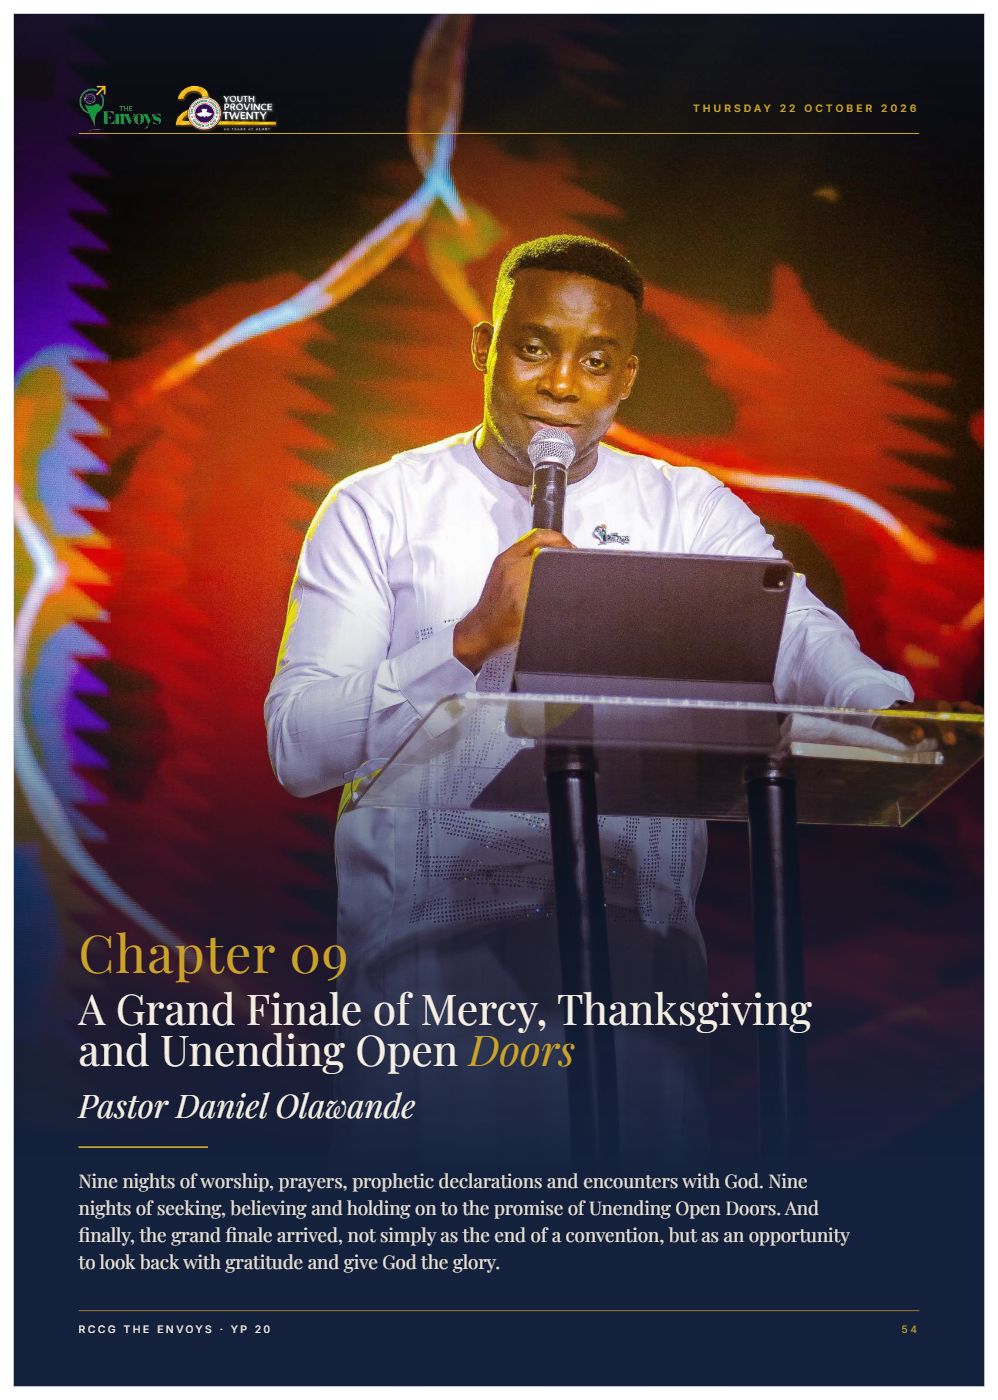 THE
Envoys
YOUTH
PROVINCE
TWENTY
THURSDAY 22 OCTOBER 2026
Chapter 09
A Grand Finale of Mercy, Thanksgiving
and Unending Open Doors
Pastor Daniel Olawande
Nine nights of worship, prayers, prophetic declarations and encounters with God. Nine
nights of seeking, believing and holding on to the promise of Unending Open Doors. And
finally, the grand finale arrived, not simply as the end of a convention, but as an opportunity
to look back with gratitude and give God the glory.
RCCG THE ENVOYS · YP 20
54